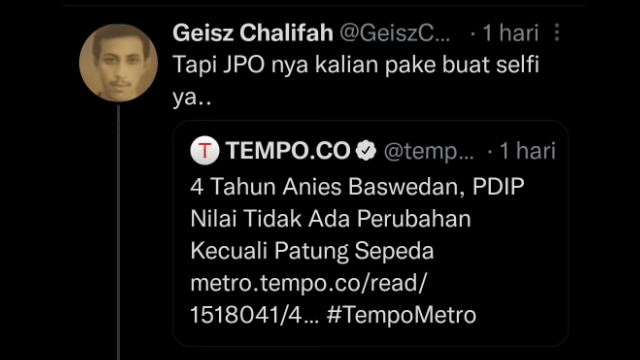 Geisz Chalifah @GeiszC... · 1 hari
Tapi JPO nya kalian pake buat selfi
ya..
TEMPO.CO @temp... · 1 hari
4 Tahun Anies Baswedan, PDIP
Nilai Tidak Ada Perubahan
Kecuali Patung Sepeda
metro.tempo.co/read/
1518041/4... #TempoMetro